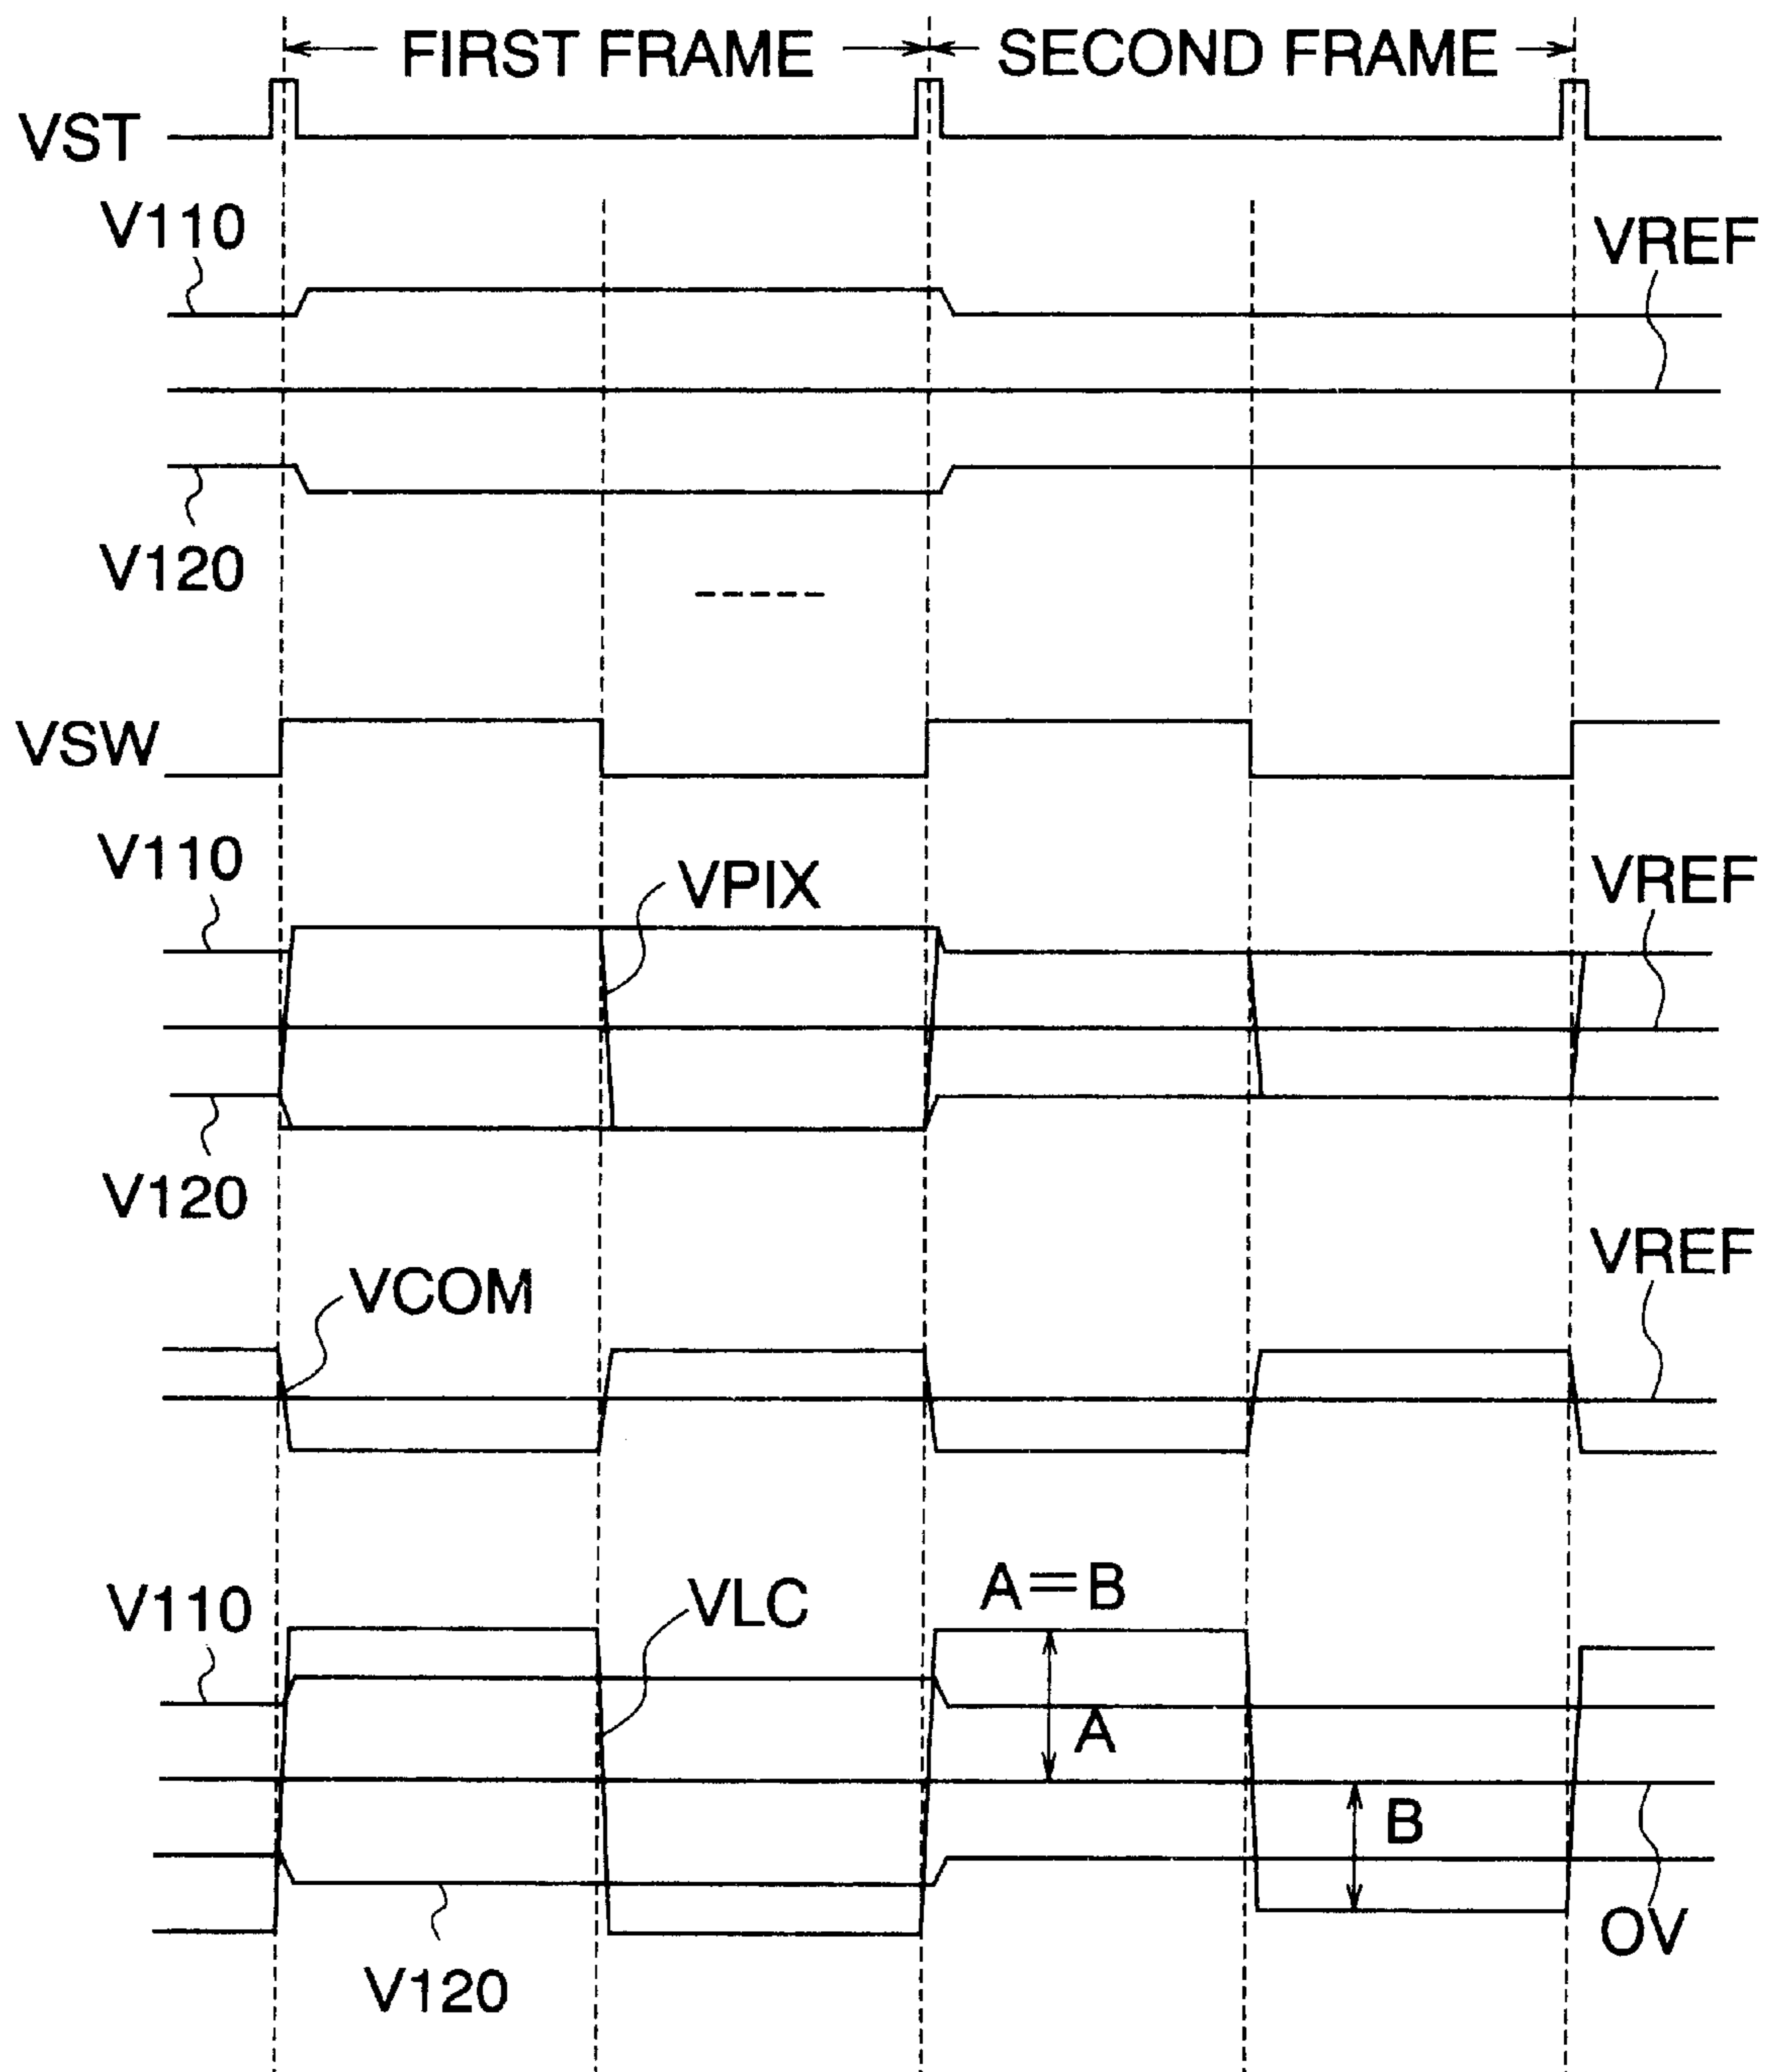 FIRST FRAME SECOND FRAME
VST
V110
VREF
V120
VSW
V110
VPIX
VREF
V120
VREF
VCOM
A=B
V110
VLC
A
B
OV
V120